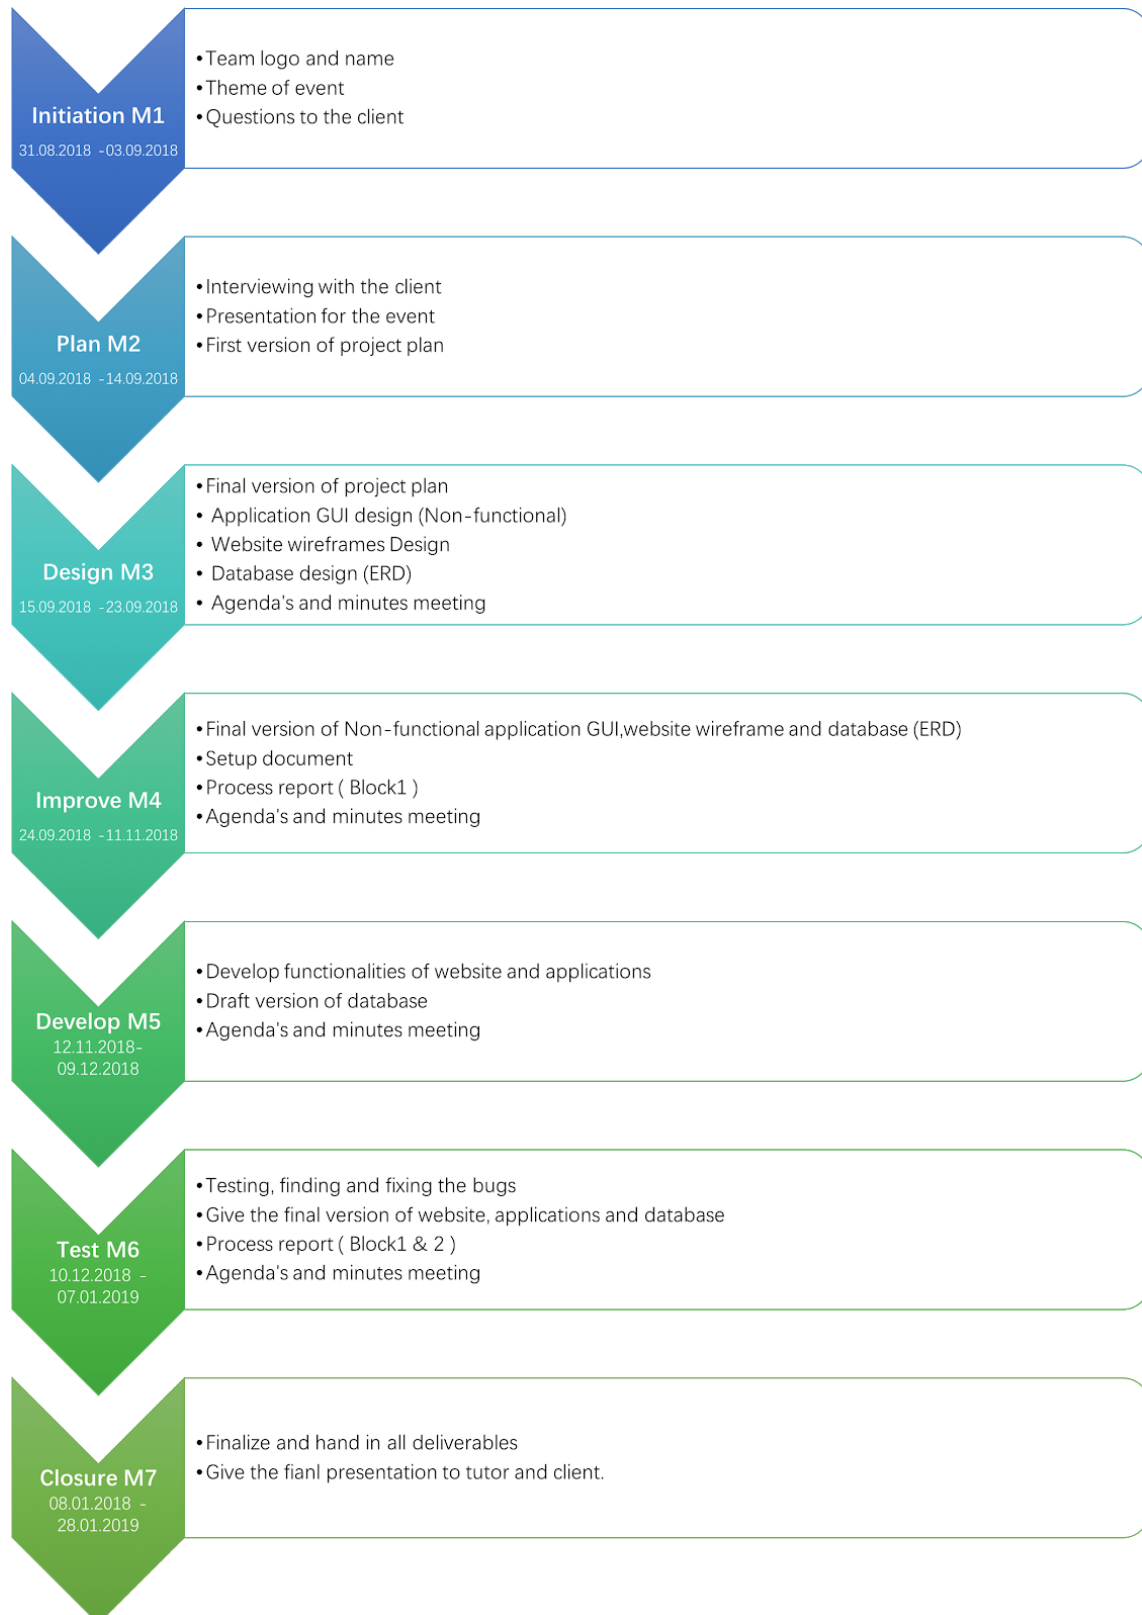 Initiation M1
31.08.2018 -03.09.2018
•Team logo and name
•Theme of event
•Questions to the client
Plan M2
04.09.2018 -14.09.2018
•Interviewing with the client
•Presentation for the event
•First version of project plan
Design M3
15.09.2018 -23.09.2018
•Final version of project plan
• Application GUI design (Non-functional)
• Website wireframes Design
• Database design (ERD)
• Agenda's and minutes meeting
Improve M4
24.09.2018 -11.11.2018
•Final version of Non-functional application GUI,website wireframe and database (ERD)
•Setup document
•Process report ( Block1 )
•Agenda's and minutes meeting
Develop M5
12.11.2018-
09.12.2018
•Develop functionalities of website and applications
•Draft version of database
•Agenda's and minutes meeting
Test M6
10.12.2018 -
07.01.2019
•Testing, finding and fixing the bugs
•Give the final version of website, applications and database
•Process report ( Block1 & 2 )
•Agenda's and minutes meeting
Closure M7
08.01.2018 -
28.01.2019
•Finalize and hand in all deliverables
•Give the fianl presentation to tutor and client.